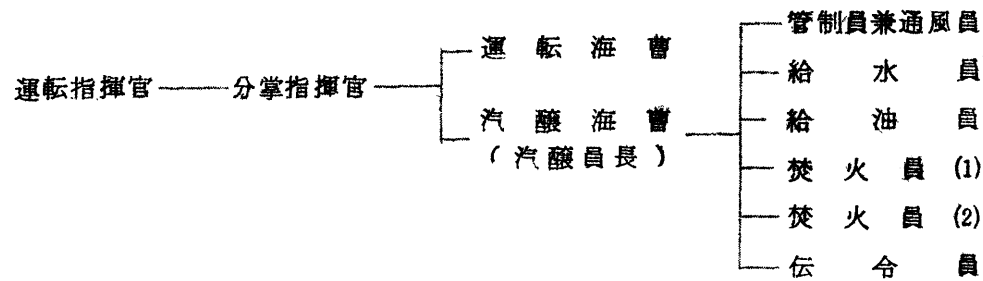 運転指揮官
分掌指揮官
運転海曹
汽醸海曹
(汽醸員長)
管制員兼通風員
給水員
給油員
焚火員(1)
焚火員(2)
伝令員